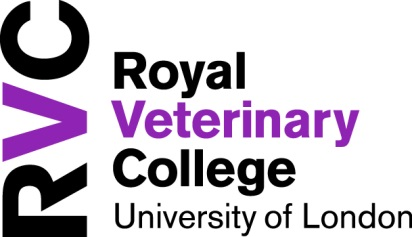 RVC
Royal
Veterinary
College
University of London